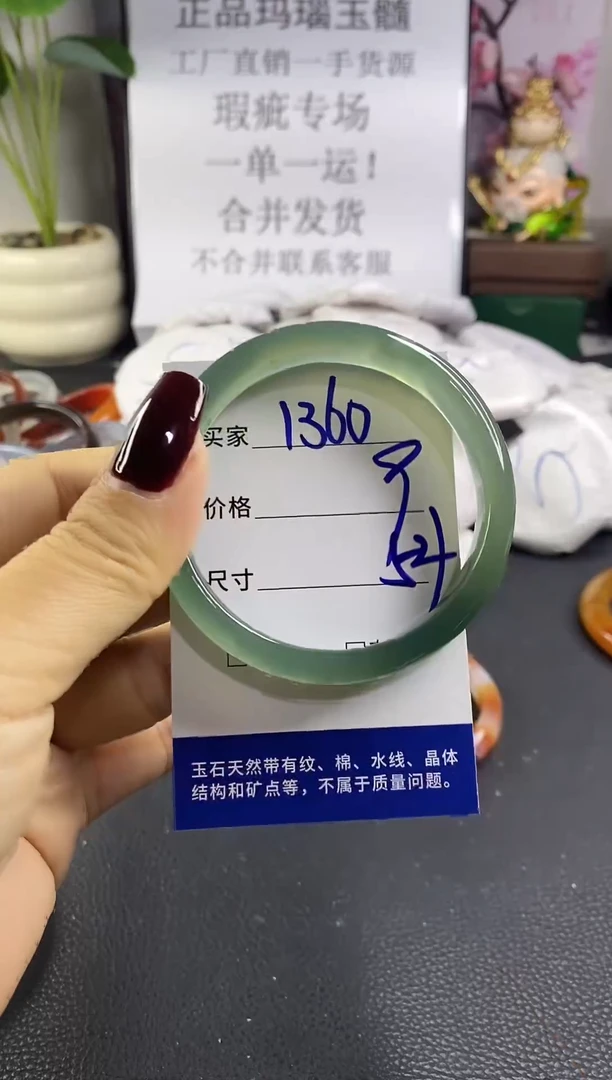 正品玛瑙玉髓
工厂直销一手货源
瑕疵专场
一单一运！
合并发货
不合并联系客服
买家 1360
价格
尺寸 54
玉石天然带有纹、棉、水线、晶体
结构和矿点等，不属于质量问题。